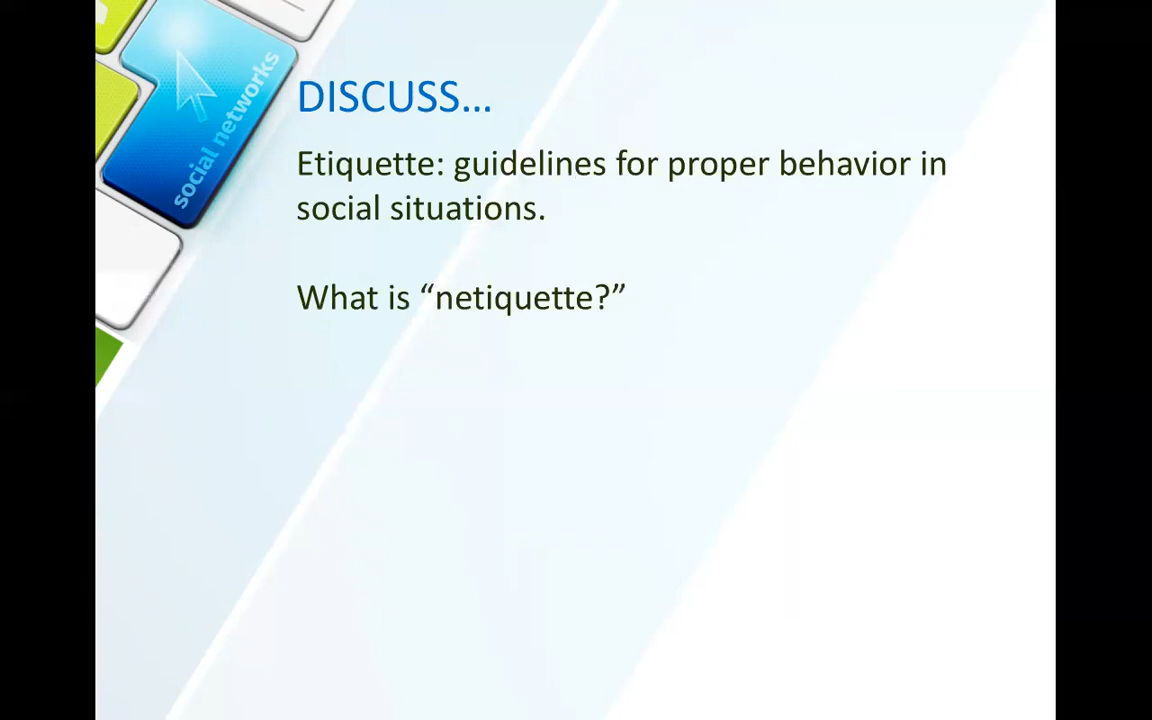 social networks
DISCUSS...
Etiquette: guidelines for proper behavior in
social situations.
What is “netiquette?”